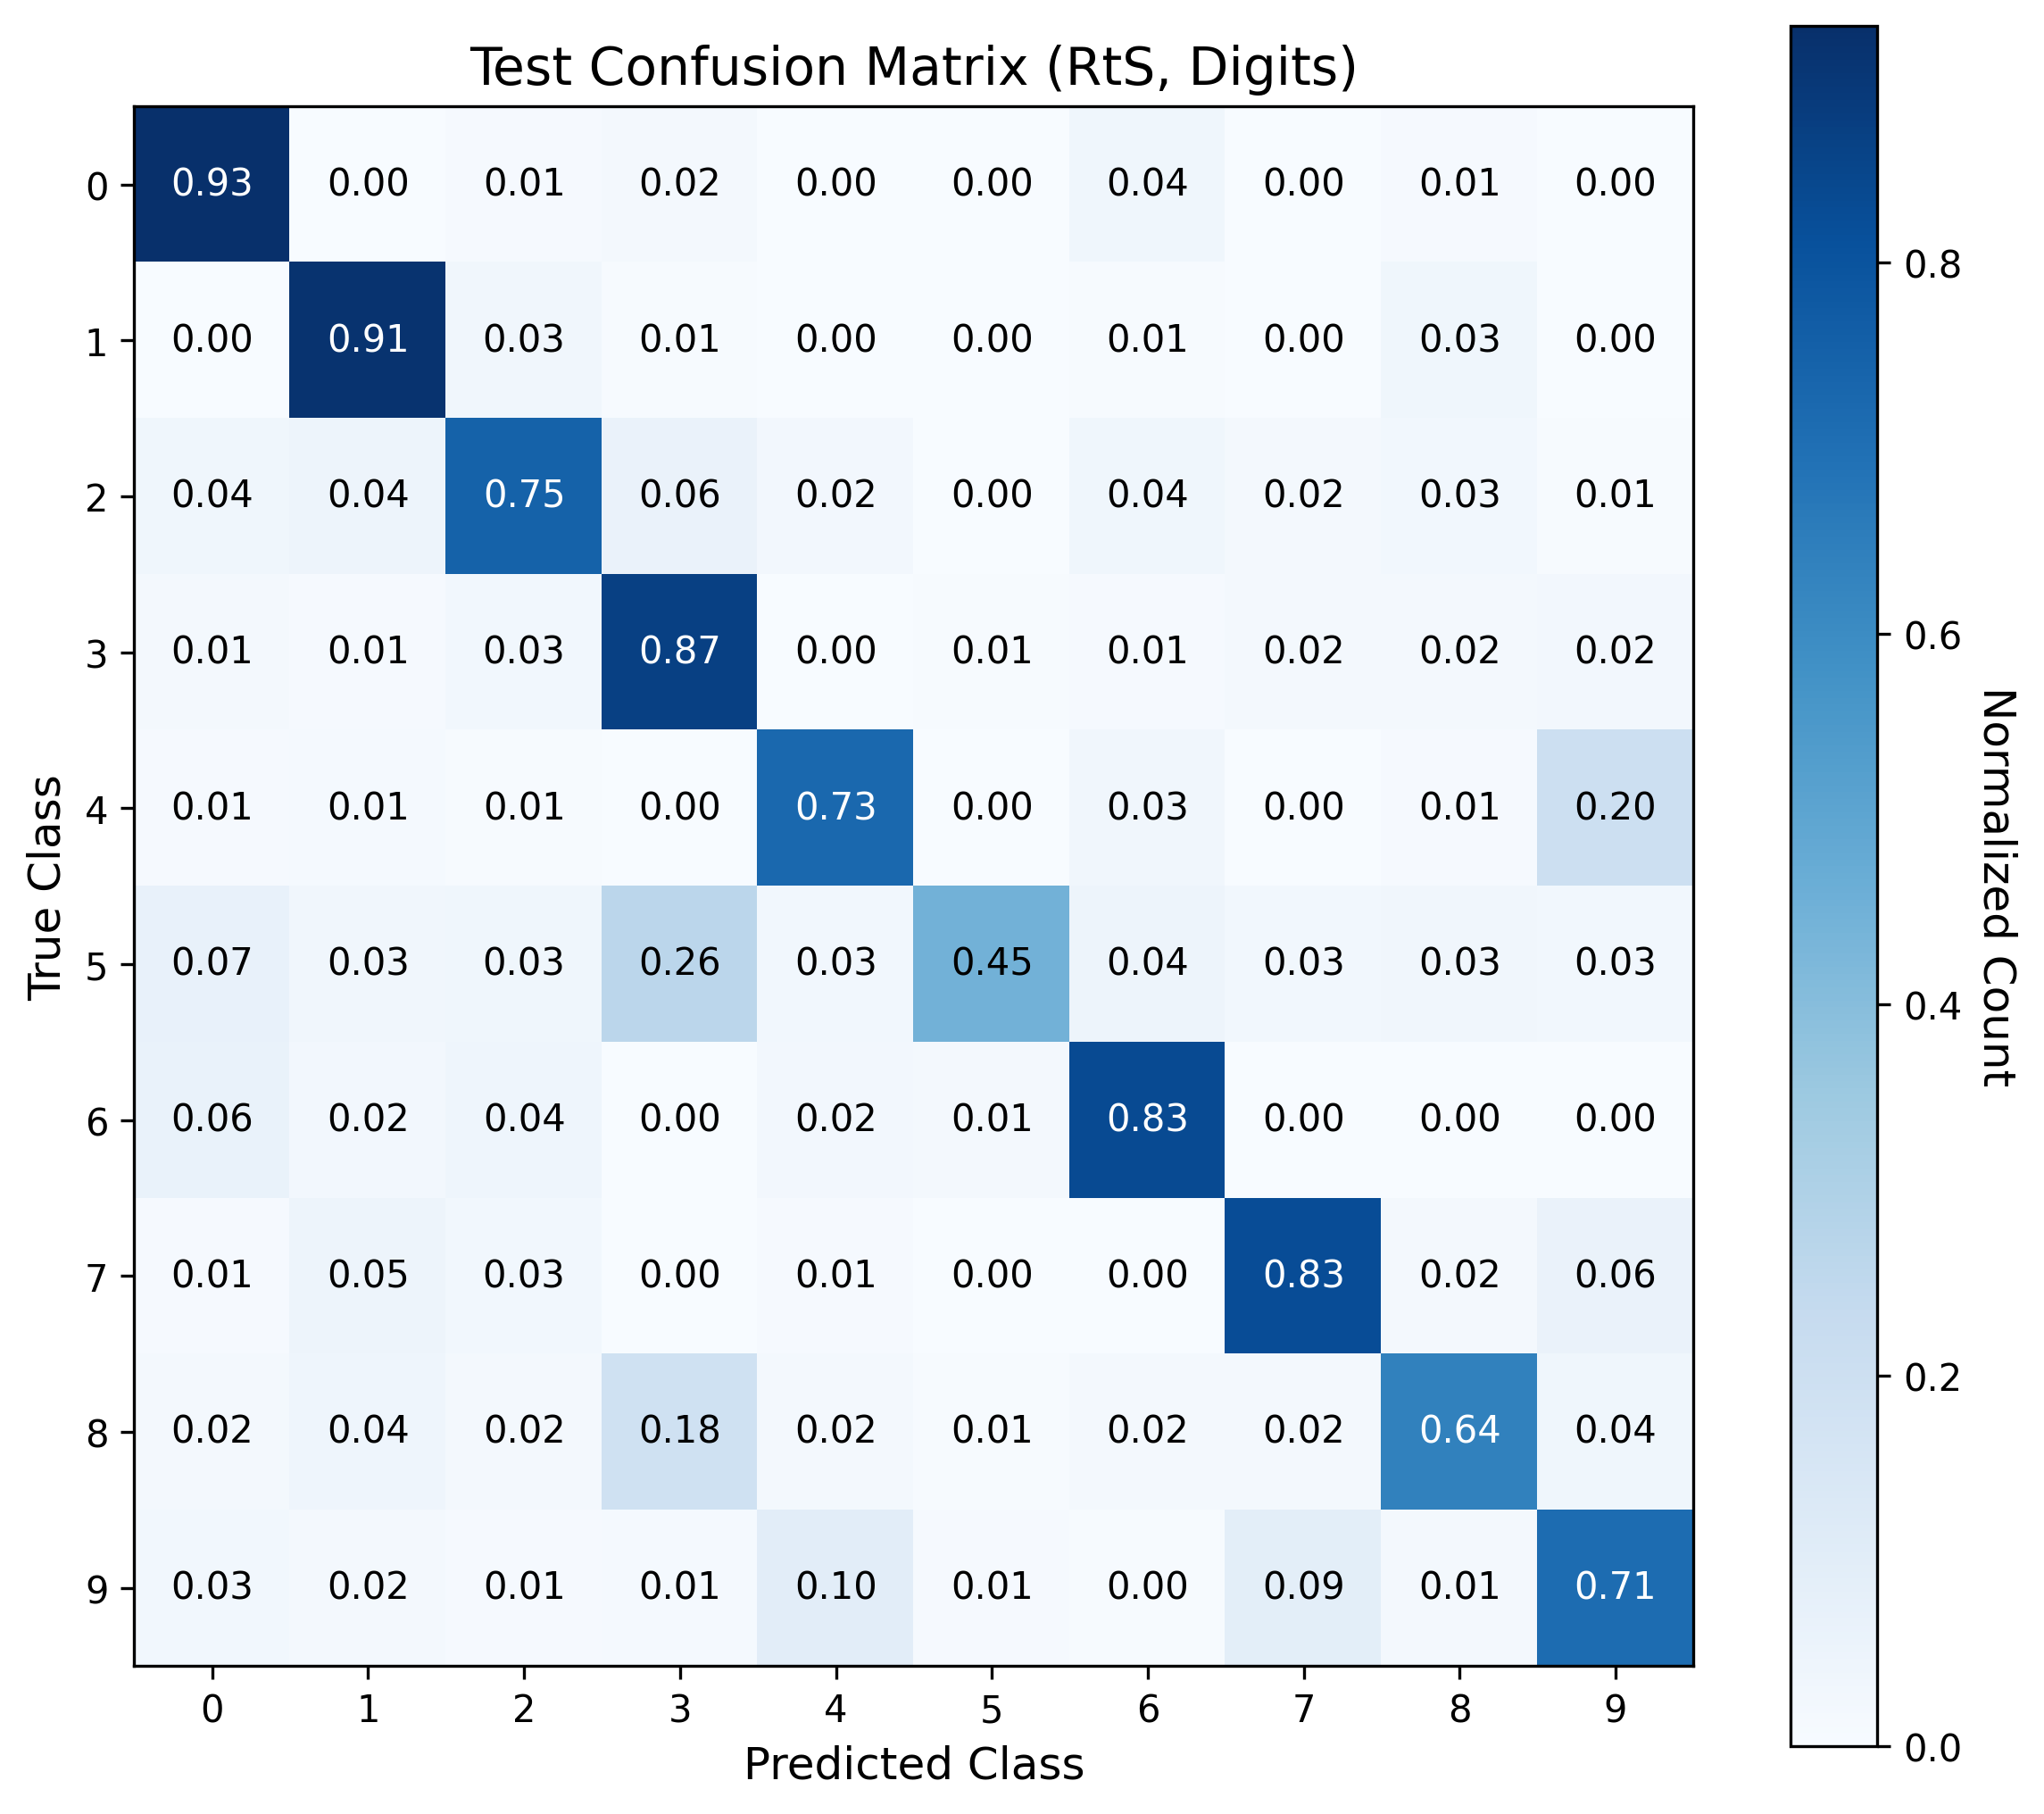 Test Confusion Matrix (RtS, Digits)
0 0.93 0.00 0.01 0.02 0.00 0.00 0.04 0.00 0.01 0.00
1 0.00 0.91 0.03 0.01 0.00 0.00 0.01 0.00 0.03 0.00
2 0.04 0.04 0.75 0.06 0.02 0.00 0.04 0.02 0.03 0.01
3 0.01 0.01 0.03 0.87 0.00 0.01 0.01 0.02 0.02 0.02
4 0.01 0.01 0.01 0.00 0.73 0.00 0.03 0.00 0.01 0.20
5 0.07 0.03 0.03 0.26 0.03 0.45 0.04 0.03 0.03 0.03
6 0.06 0.02 0.04 0.00 0.02 0.01 0.83 0.00 0.00 0.00
7 0.01 0.05 0.03 0.00 0.01 0.00 0.00 0.83 0.02 0.06
8 0.02 0.04 0.02 0.18 0.02 0.01 0.02 0.02 0.64 0.04
9 0.03 0.02 0.01 0.01 0.10 0.01 0.00 0.09 0.01 0.71
0 1 2 3 4 5 6 7 8 9
Predicted Class
True Class
0.8
0.6
0.4
0.2
0.0
Normalized Count